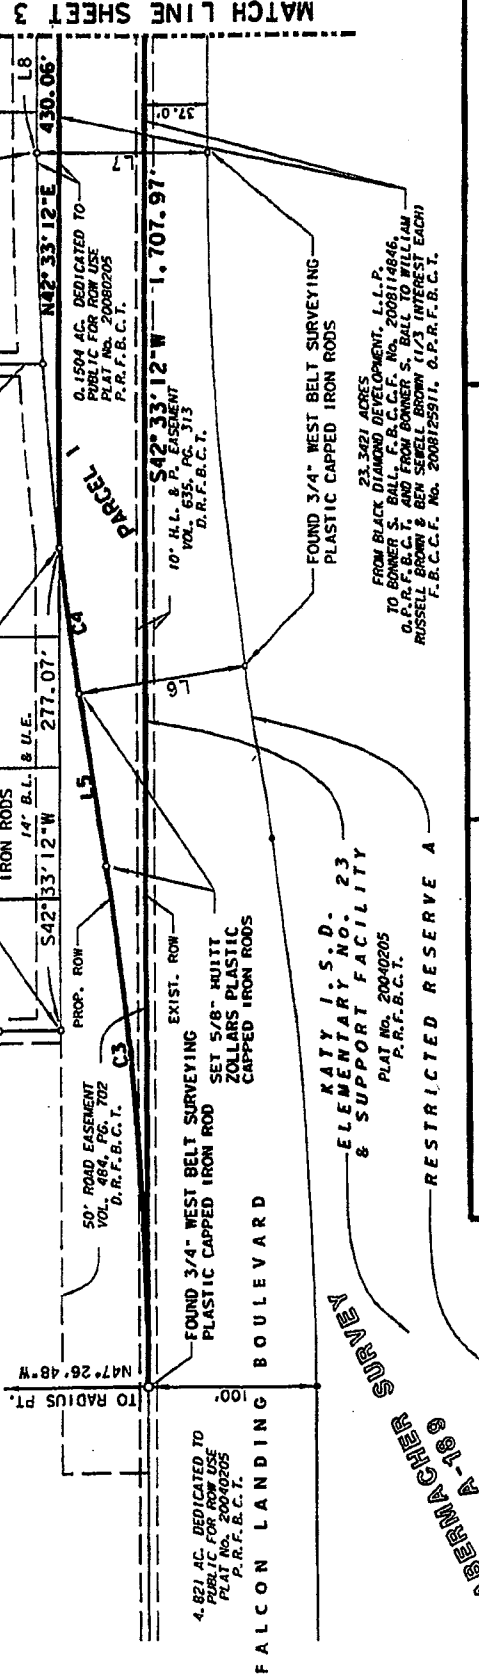 MATCH LINE SHEET 3
L8
N42°33'12"E 430.06'
37.0'
L7
0.1504 AC. DEDICATED TO
PUBLIC FOR ROW USE
PLAT No. 20080205
P.R.F.B.C.T.
S42°33'12"W 1,707.97'
PARCEL 1
10' H.L. & P. EASEMENT
VOL. 635, PG. 313
D.R.F.B.C.T.
FOUND 3/4" WEST BELT SURVEYING
PLASTIC CAPPED IRON RODS
23.3421 ACRES
FROM BLACK DIAMOND DEVELOPMENT, L.L.P.
TO BONNER S. BALL, F.B.C.C.F. No. 2008114846,
O.P.R.F.B.C.T. AND FROM BONNER S. BALL TO WILLIAM
RUSSELL BROWN & BEN SEWELL BROWN (1/3 INTEREST EACH)
F.B.C.C.F. No. 2008125911, O.P.R.F.B.C.T.
C4
L6
L5
IRON RODS
14' B.L. & U.E.
S42°33'12"W 277.07'
PROP. ROW
EXIST. ROW
C3
SET 5/8" HUITT
ZOLLARS PLASTIC
CAPPED IRON RODS
50' ROAD EASEMENT
VOL. 484, PG. 702
D.R.F.B.C.T.
FOUND 3/4" WEST BELT SURVEYING
PLASTIC CAPPED IRON ROD
KATY I.S.D.
ELEMENTARY NO. 23
& SUPPORT FACILITY
PLAT No. 20040205
P.R.F.B.C.T.
RESTRICTED RESERVE A
N47°26'48"W
TO RADIUS PT.
100'
4.821 AC. DEDICATED TO
PUBLIC FOR ROW USE
PLAT No. 20040205
P.R.F.B.C.T.
FALCON LANDING BOULEVARD
ABERMACHER SURVEY
A-189